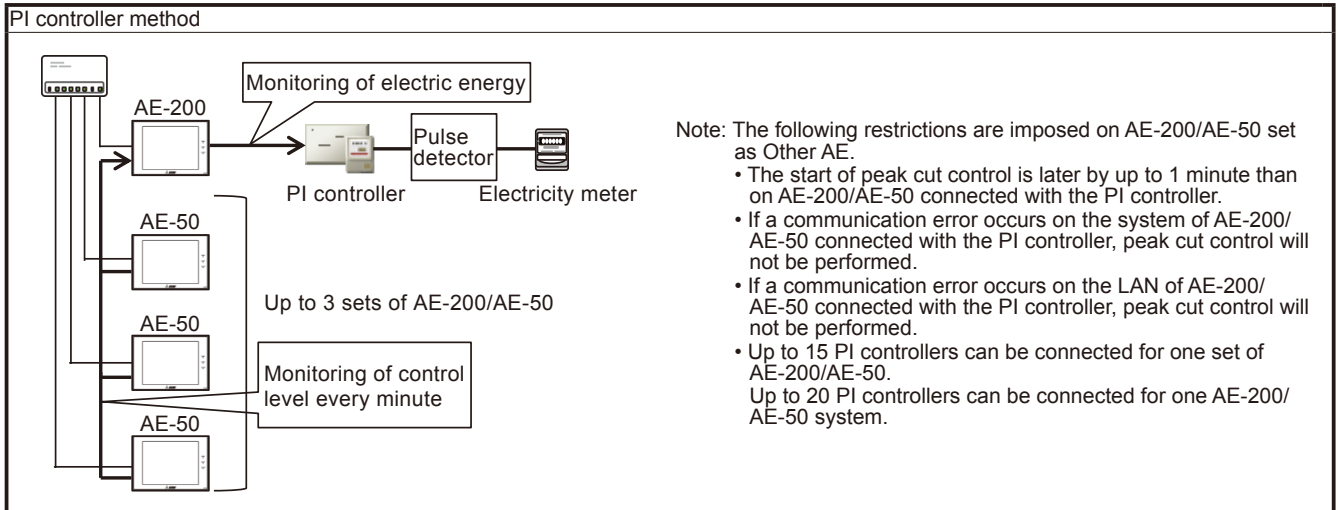 PI controller method
Monitoring of electric energy
AE-200
Pulse
detector
PI controller
Electricity meter
AE-50
Up to 3 sets of AE-200/AE-50
AE-50
Monitoring of control
level every minute
AE-50
Note: The following restrictions are imposed on AE-200/AE-50 set
as Other AE.
• The start of peak cut control is later by up to 1 minute than
on AE-200/AE-50 connected with the PI controller.
• If a communication error occurs on the system of AE-200/
AE-50 connected with the PI controller, peak cut control will
not be performed.
• If a communication error occurs on the LAN of AE-200/
AE-50 connected with the PI controller, peak cut control will
not be performed.
• Up to 15 PI controllers can be connected for one set of
AE-200/AE-50.
Up to 20 PI controllers can be connected for one AE-200/
AE-50 system.